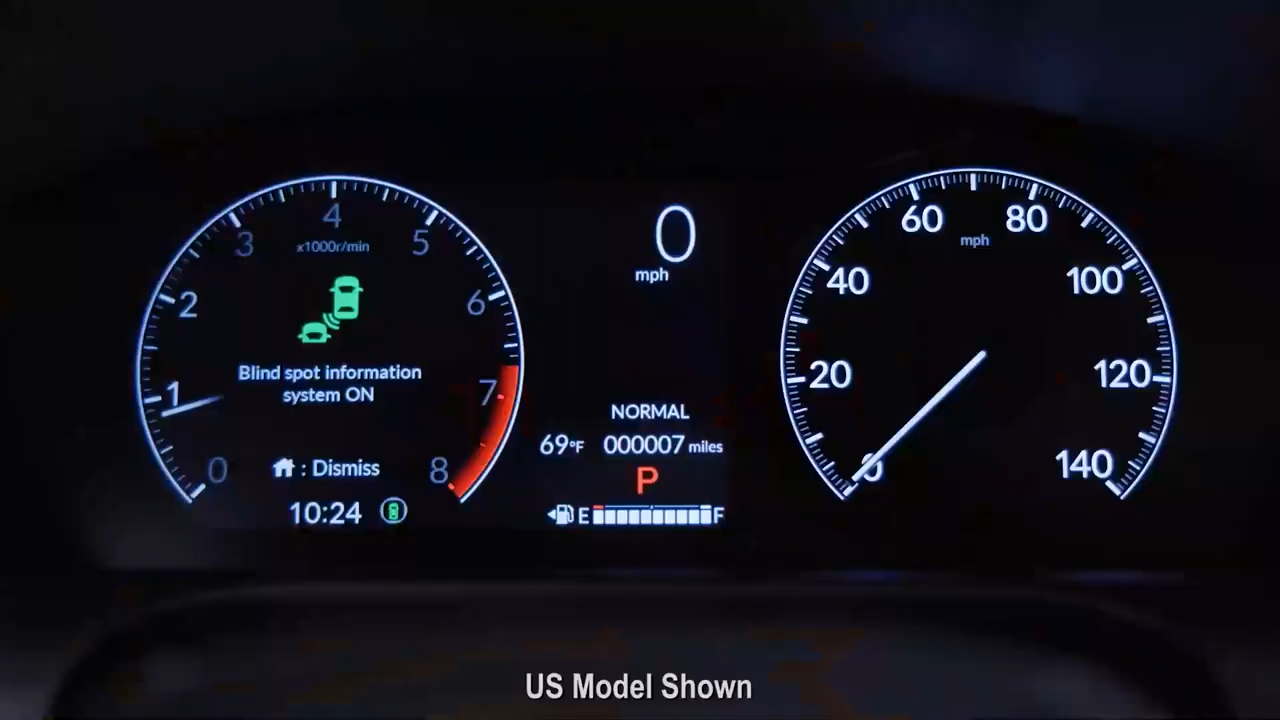 4
3
5
x1000r/min
2
6
Blind spot information
system ON
1
7
0
: Dismiss
8
10:24
0
mph
NORMAL
69°F 000007 miles
P
E F
60
80
mph
40
100
20
120
0
140
US Model Shown